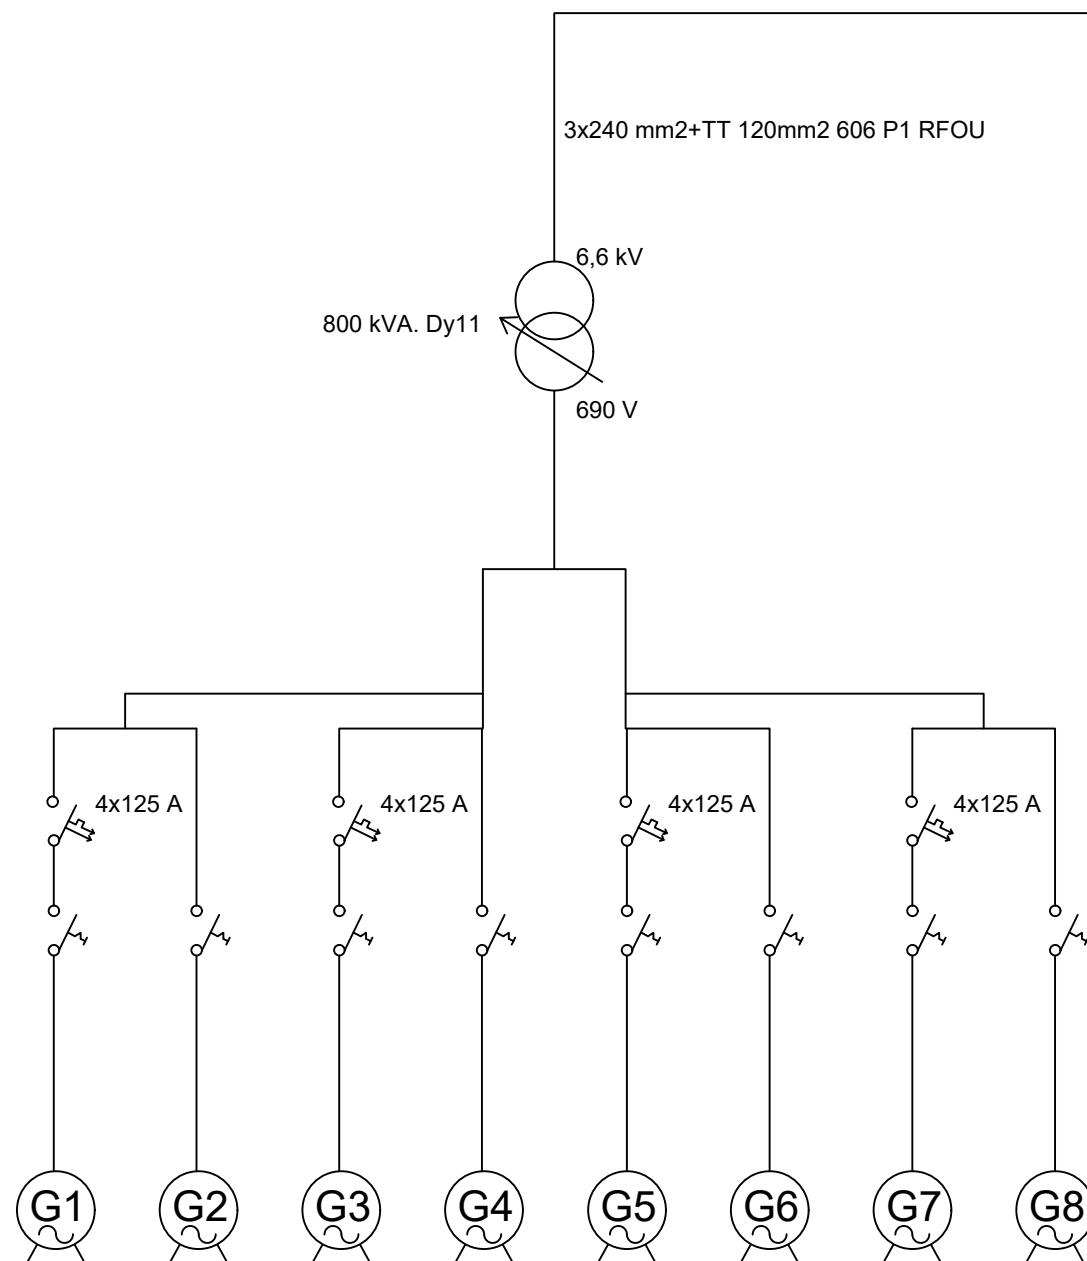 3x240 mm2+TT 120mm2 606 P1 RFOU
6,6 kV
800 kVA. Dy11
690 V
4x125 A 4x125 A 4x125 A 4x125 A
G1 G2 G3 G4 G5 G6 G7 G8